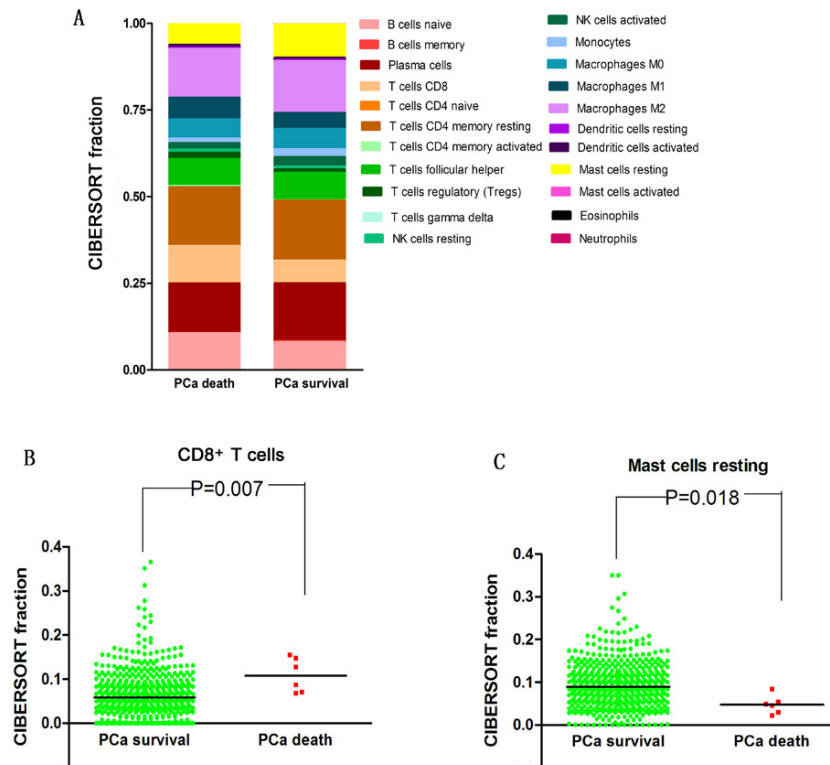 A
CIBERSORT fraction
1.00
0.75
0.50
0.25
0.00
PCa death
PCa survival
B cells naive
B cells memory
Plasma cells
T cells CD8
T cells CD4 naive
T cells CD4 memory resting
T cells CD4 memory activated
T cells follicular helper
T cells regulatory (Tregs)
T cells gamma delta
NK cells resting
NK cells activated
Monocytes
Macrophages M0
Macrophages M1
Macrophages M2
Dendritic cells resting
Dendritic cells activated
Mast cells resting
Mast cells activated
Eosinophils
Neutrophils
B
CD8+ T cells
P=0.007
CIBERSORT fraction
0.4
0.3
0.2
0.1
0.0
PCa survival
PCa death
C
Mast cells resting
P=0.018
CIBERSORT fraction
0.4
0.3
0.2
0.1
0.0
PCa survival
PCa death